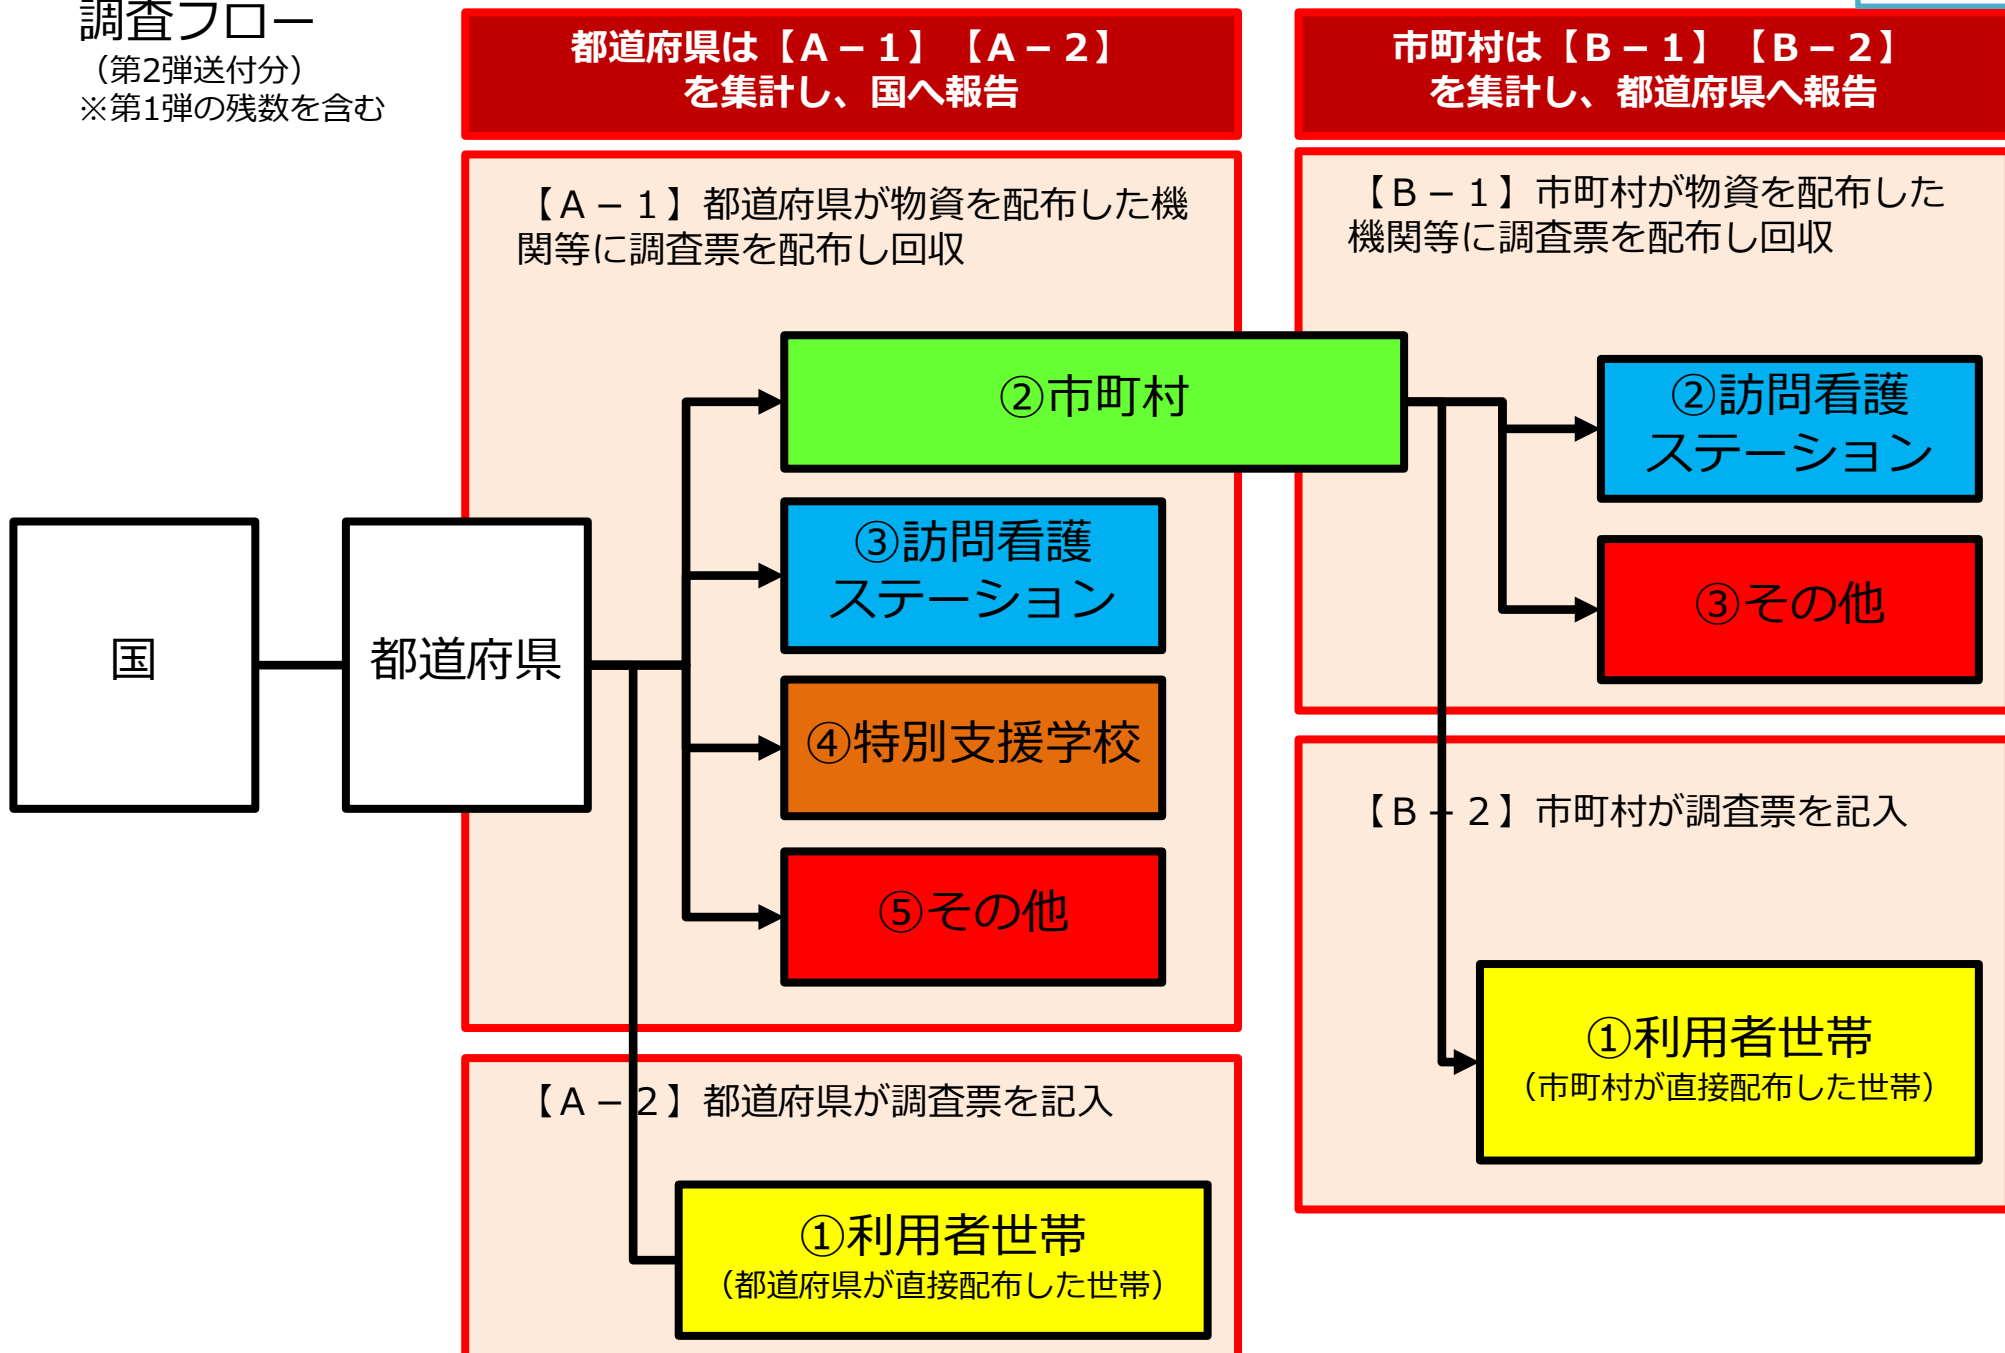 調査フロー
（第2弾送付分）
※第1弾の残数を含む
都道府県は【A－1】【A－2】
を集計し、国へ報告
市町村は【B－1】【B－2】
を集計し、都道府県へ報告
【A－1】都道府県が物資を配布した機
関等に調査票を配布し回収
【B－1】市町村が物資を配布した
機関等に調査票を配布し回収
②市町村
②訪問看護
ステーション
③訪問看護
ステーション
③その他
国
都道府県
④特別支援学校
⑤その他
【B－2】市町村が調査票を記入
①利用者世帯
（市町村が直接配布した世帯）
【A－2】都道府県が調査票を記入
①利用者世帯
（都道府県が直接配布した世帯）